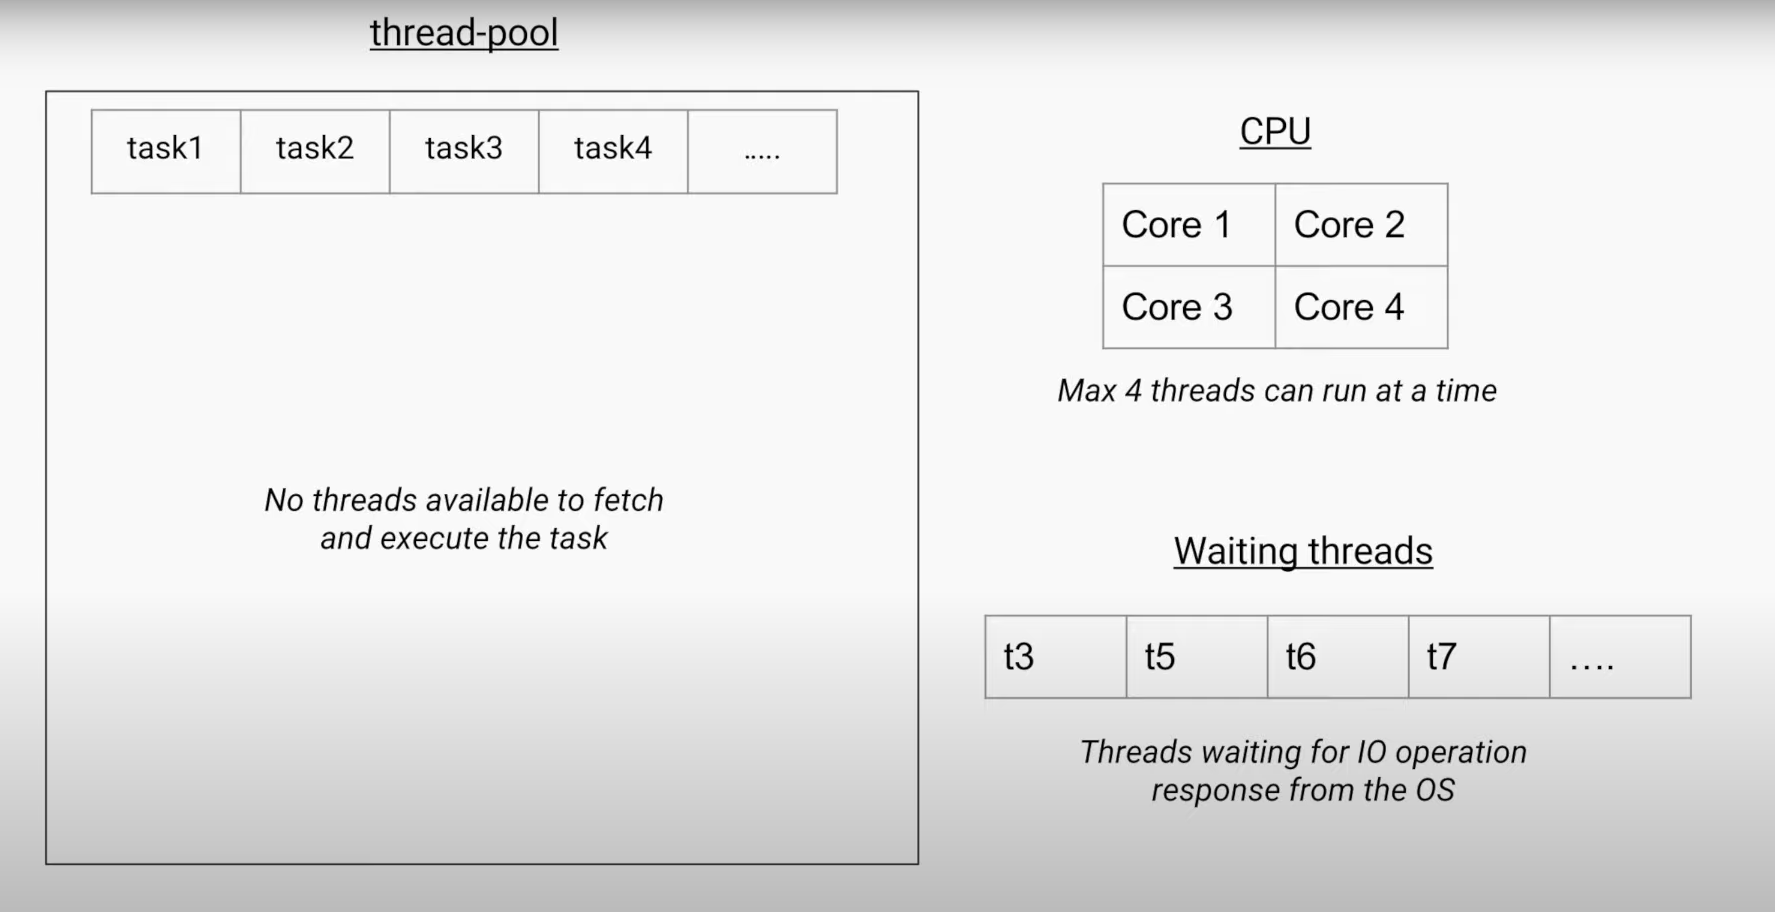 thread-pool
task1 task2 task3 task4 .....
No threads available to fetch
and execute the task
CPU
Core 1 Core 2
Core 3 Core 4
Max 4 threads can run at a time
Waiting threads
t3 t5 t6 t7 ....
Threads waiting for IO operation
response from the OS